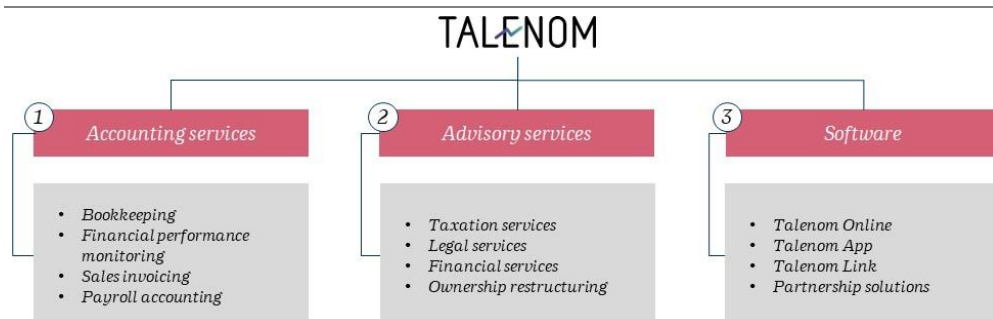 TALENOM
1
Accounting services
• Bookkeeping
• Financial performance
monitoring
• Sales invoicing
• Payroll accounting
2
Advisory services
• Taxation services
• Legal services
• Financial services
• Ownership restructuring
3
Software
• Talenom Online
• Talenom App
• Talenom Link
• Partnership solutions